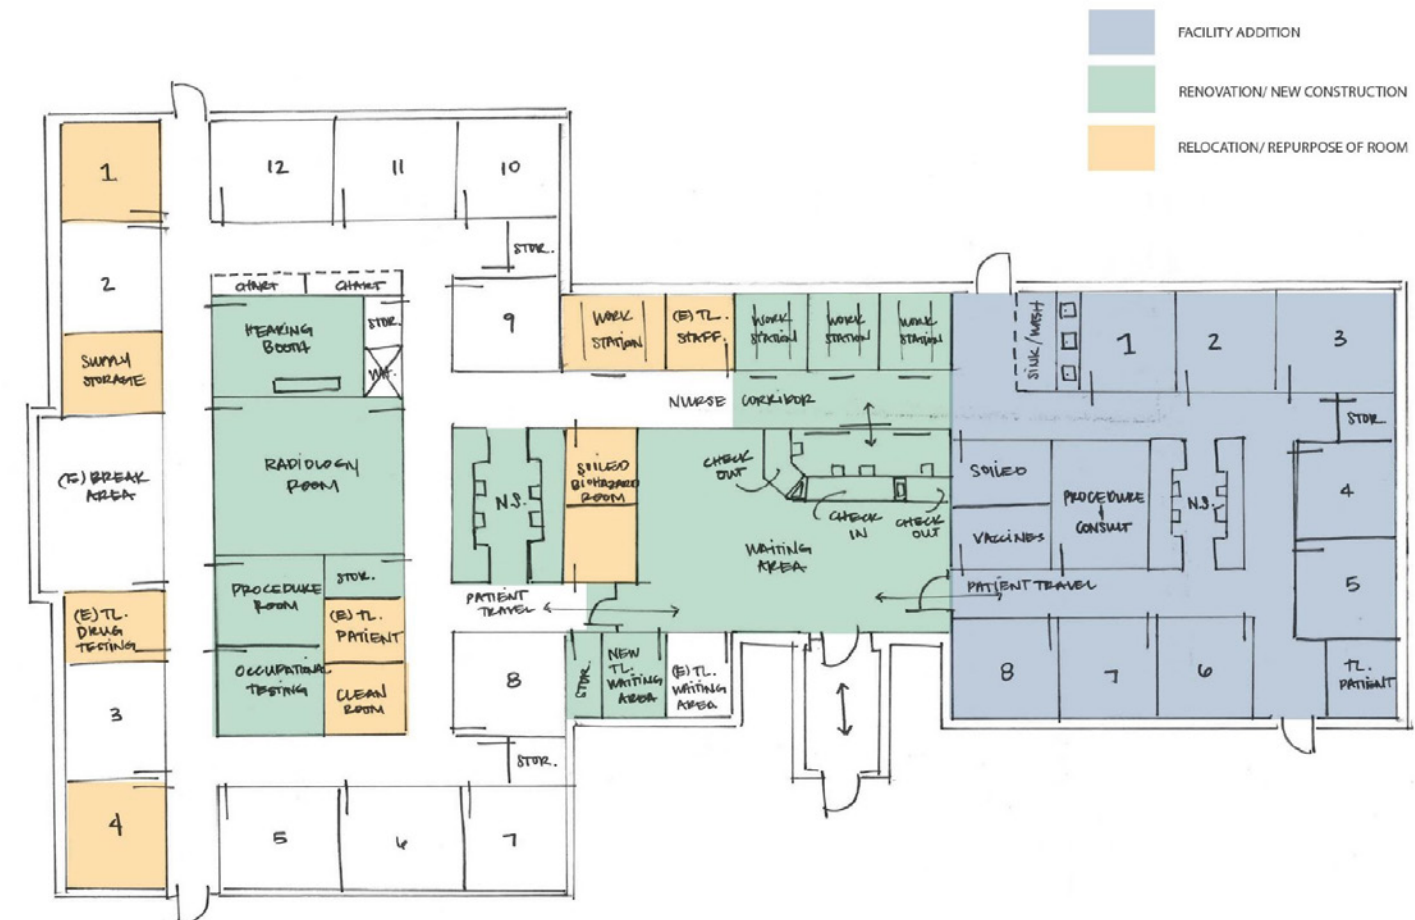 FACILITY ADDITION
RENOVATION/ NEW CONSTRUCTION
RELOCATION/ REPURPOSE OF ROOM
1
12
11
10
STOR.
2
CHART
CHART
HEARING
BOOTH
STOR.
WH.
9
WORK
STATION
(E) TL.
STAFF.
WORK
STATION
WORK
STATION
WORK
STATION
SINK/WASH
1
2
3
SUPPLY
STORAGE
NURSE CORRIDOR
STOR.
(E) BREAK
AREA
RADIOLOGY
ROOM
N.S.
SOILED
BIOHAZARD
ROOM
CHECK
OUT
CHECK
IN
CHECK
OUT
WAITING
AREA
SOILED
VACCINES
PROCEDURE
CONSULT
N.S.
4
5
PROCEDURE
ROOM
STOR.
PATIENT
TRAVEL
PATIENT TRAVEL
(E) TL.
DRUG
TESTING
(E) TL.
PATIENT
OCCUPATIONAL
TESTING
CLEAN
ROOM
8
STOR.
NEW
TL.
WAITING
AREA
(E) TL.
WAITING
AREA
8
7
6
TL.
PATIENT
3
STOR.
4
5
6
7